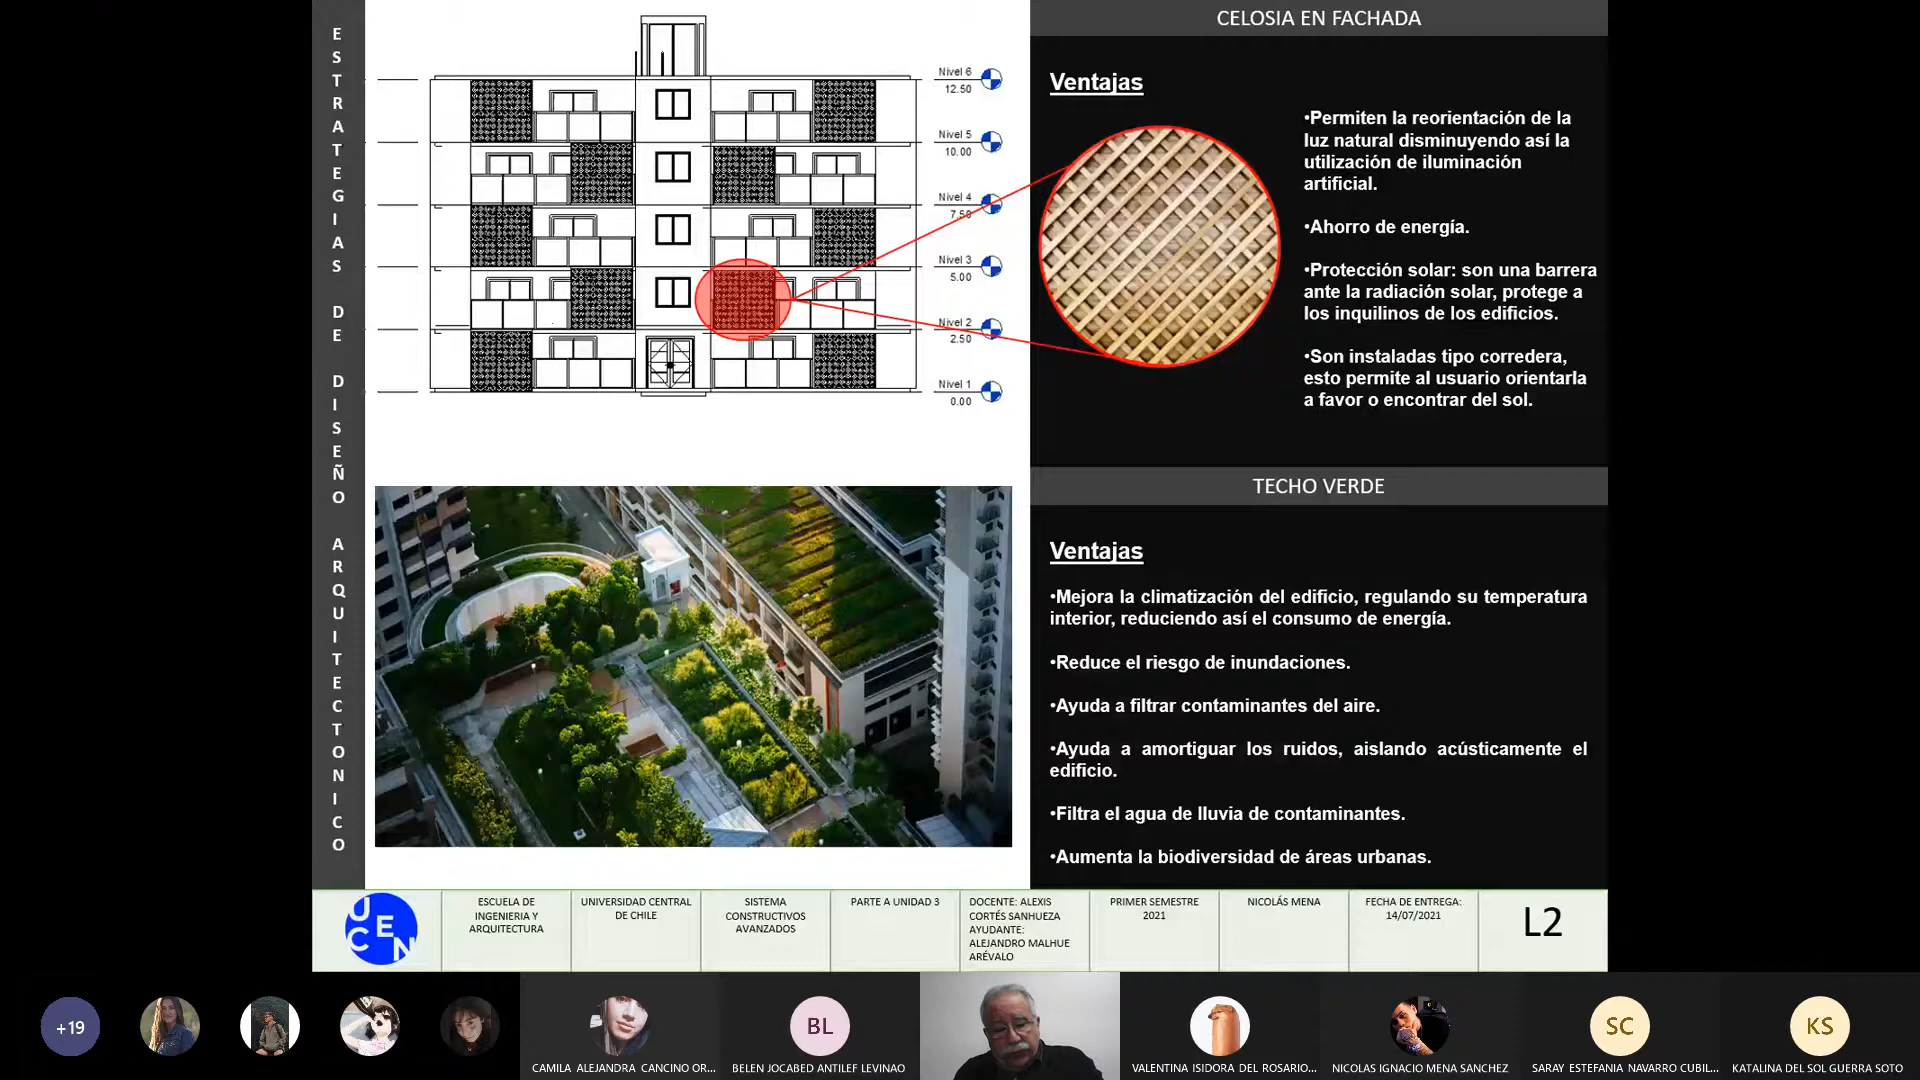 ESTRATEGIAS DE DISEÑO ARQUITECTONICO
Nivel 6
12.50
Nivel 5
10.00
Nivel 4
7.50
Nivel 3
5.00
Nivel 2
2.50
Nivel 1
0.00
CELOSIA EN FACHADA
Ventajas
•Permiten la reorientación de la
luz natural disminuyendo así la
utilización de iluminación
artificial.
•Ahorro de energía.
•Protección solar: son una barrera
ante la radiación solar, protege a
los inquilinos de los edificios.
•Son instaladas tipo corredera,
esto permite al usuario orientarla
a favor o encontrar del sol.
TECHO VERDE
Ventajas
•Mejora la climatización del edificio, regulando su temperatura
interior, reduciendo así el consumo de energía.
•Reduce el riesgo de inundaciones.
•Ayuda a filtrar contaminantes del aire.
•Ayuda a amortiguar los ruidos, aislando acústicamente el
edificio.
•Filtra el agua de lluvia de contaminantes.
•Aumenta la biodiversidad de áreas urbanas.
UCEN
ESCUELA DE
INGENIERIA Y
ARQUITECTURA
UNIVERSIDAD CENTRAL
DE CHILE
SISTEMA
CONSTRUCTIVOS
AVANZADOS
PARTE A UNIDAD 3
DOCENTE: ALEXIS
CORTÉS SANHUEZA
AYUDANTE:
ALEJANDRO MALHUE
ARÉVALO
PRIMER SEMESTRE
2021
NICOLÁS MENA
FECHA DE ENTREGA:
14/07/2021
L2
+19
CAMILA ALEJANDRA CANCINO OR...
BL
BELEN JOCABED ANTILEF LEVINAO
VALENTINA ISIDORA DEL ROSARIO...
NICOLAS IGNACIO MENA SANCHEZ
SC
SARAY ESTEFANIA NAVARRO CUBIL...
KS
KATALINA DEL SOL GUERRA SOTO